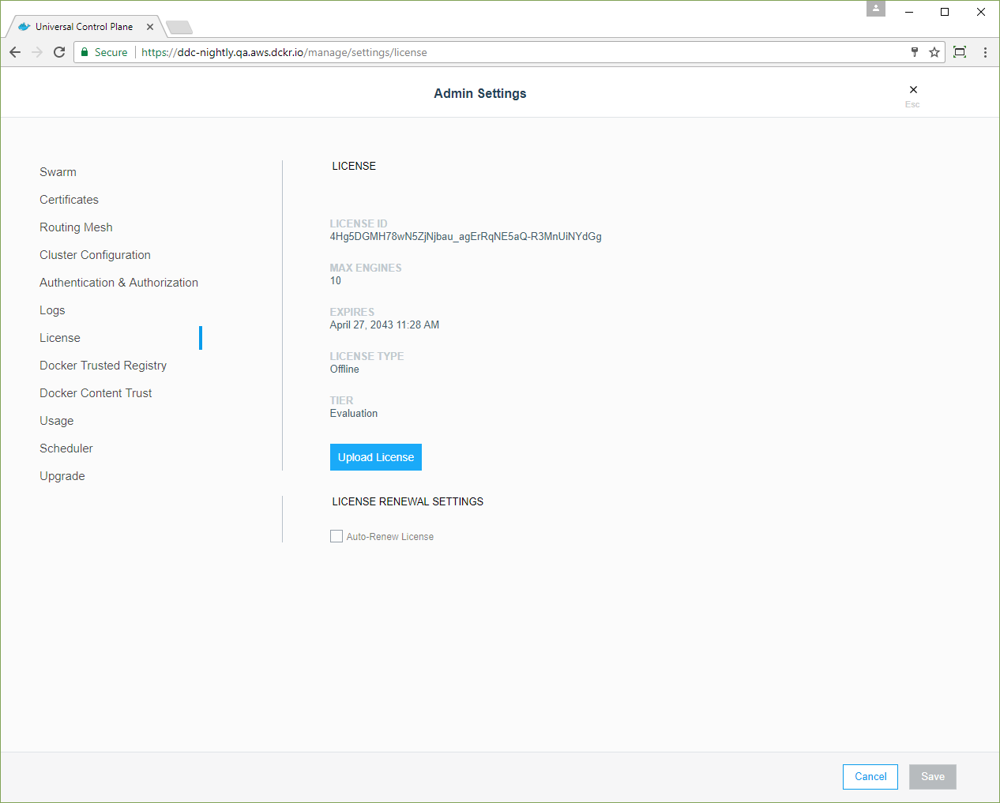 Universal Control Plane
Secure
https://ddc-nightly.qa.aws.dckr.io/manage/settings/license
Admin Settings
Esc
Swarm
Certificates
Routing Mesh
Cluster Configuration
Authentication & Authorization
Logs
License
Docker Trusted Registry
Docker Content Trust
Usage
Scheduler
Upgrade
LICENSE
LICENSE ID
4Hg5DGMH78wN5ZjNjbau_agErRqNE5aQ-R3MnUiNYdGg
MAX ENGINES
10
EXPIRES
April 27, 2043 11:28 AM
LICENSE TYPE
Offline
TIER
Evaluation
Upload License
LICENSE RENEWAL SETTINGS
Auto-Renew License
Cancel
Save